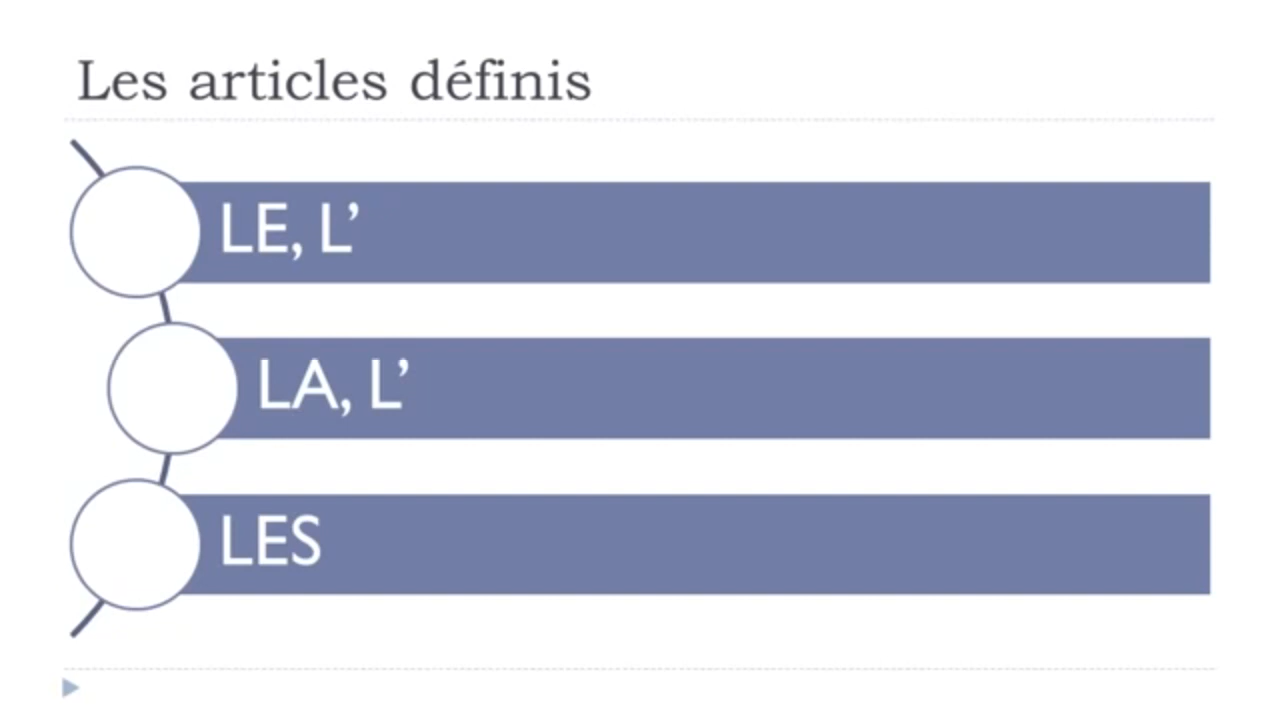 Les articles définis
LE, L’
LA, L’
LES